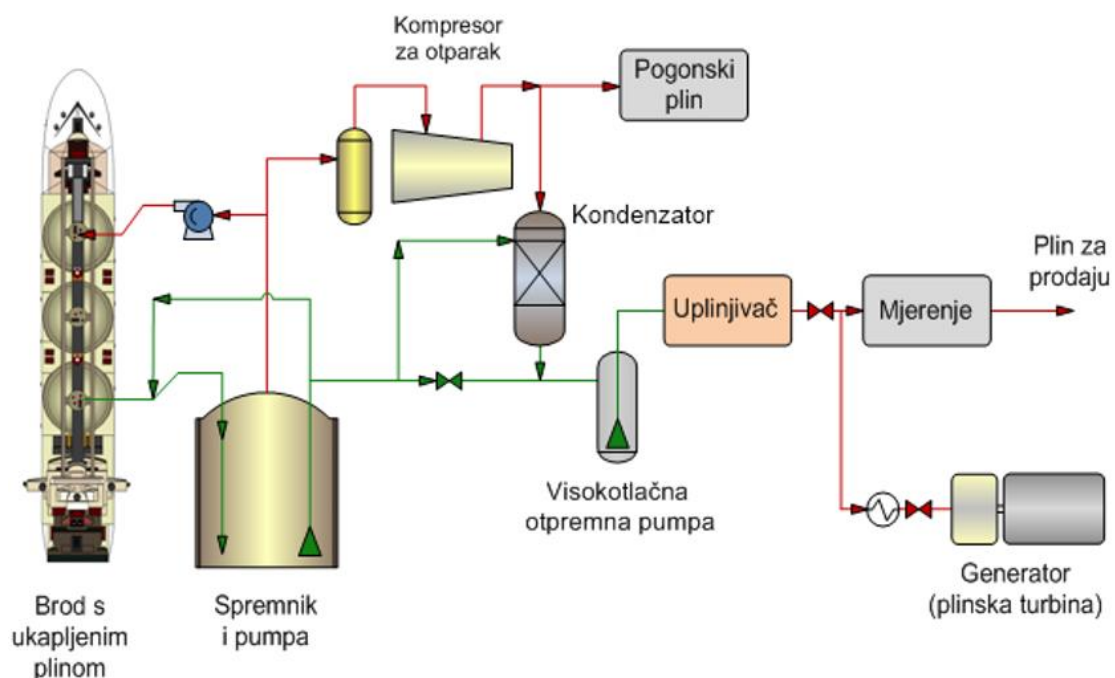 Kompresor
za otparak
Pogonski
plin
Kondenzator
Plin za
prodaju
Uplinjivač
Mjerenje
Visokotlačna
otpremna pumpa
Generator
(plinska turbina)
Brod s
ukapljenim
plinom
Spremnik
i pumpa